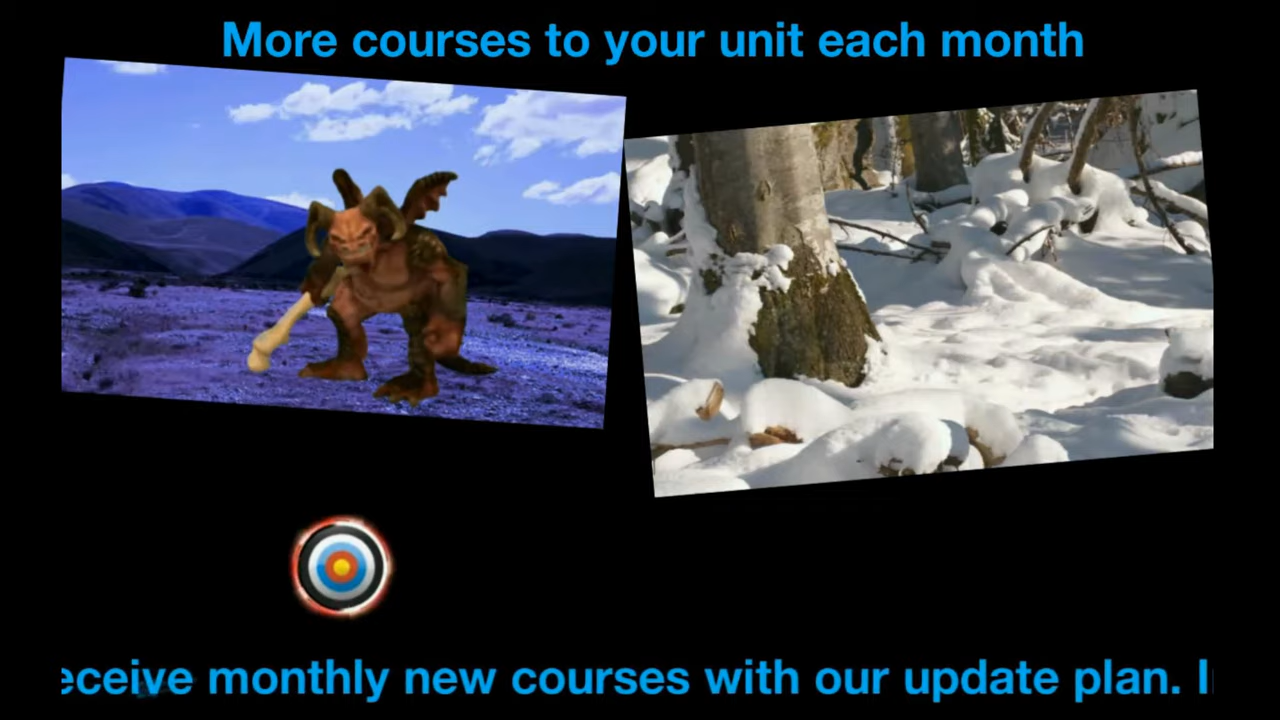 More courses to your unit each month
eceive monthly new courses with our update plan. I